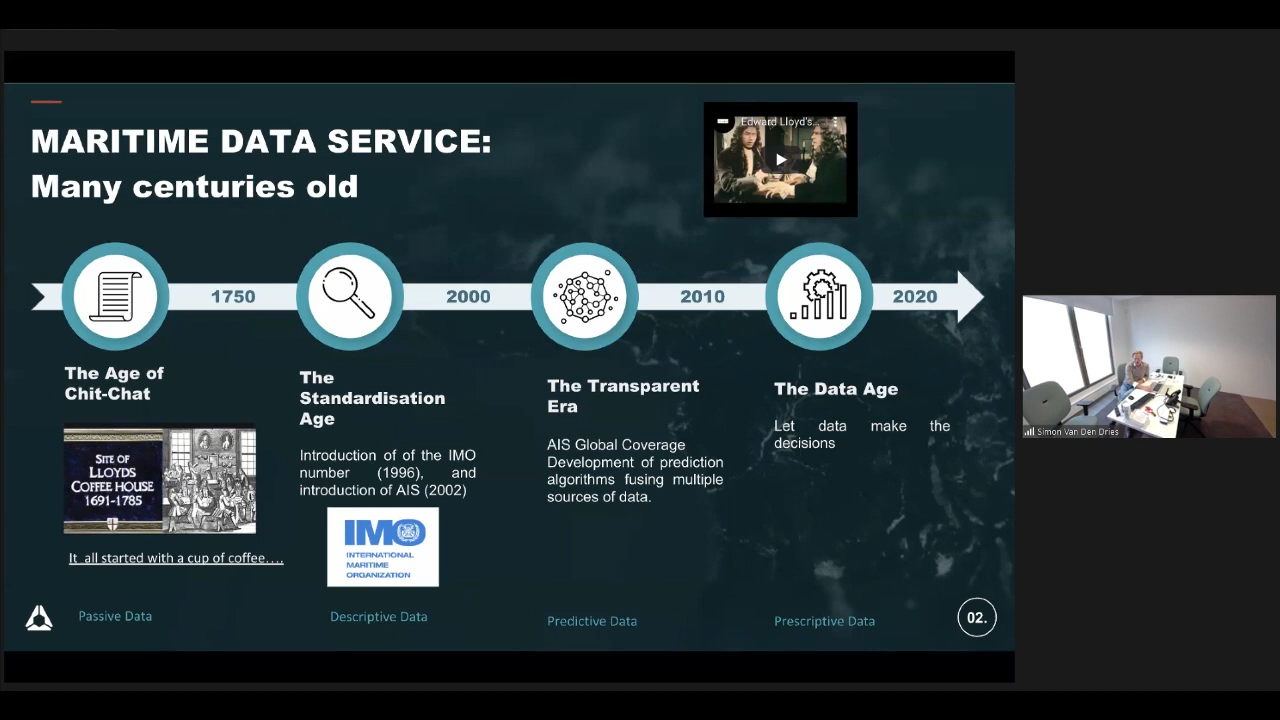 MARITIME DATA SERVICE:
Many centuries old
Edward Lloyd's...
1750
2000
2010
2020
The Age of
Chit-Chat
SITE OF
LLOYDS
COFFEE HOUSE
1691-1785
It all started with a cup of coffee....
Passive Data
The
Standardisation
Age
Introduction of of the IMO
number (1996), and
introduction of AIS (2002)
IMO
INTERNATIONAL
MARITIME
ORGANIZATION
Descriptive Data
The Transparent
Era
AIS Global Coverage
Development of prediction
algorithms fusing multiple
sources of data.
Predictive Data
The Data Age
Let data make the
decisions
Prescriptive Data
02.
Simon Van Den Dries